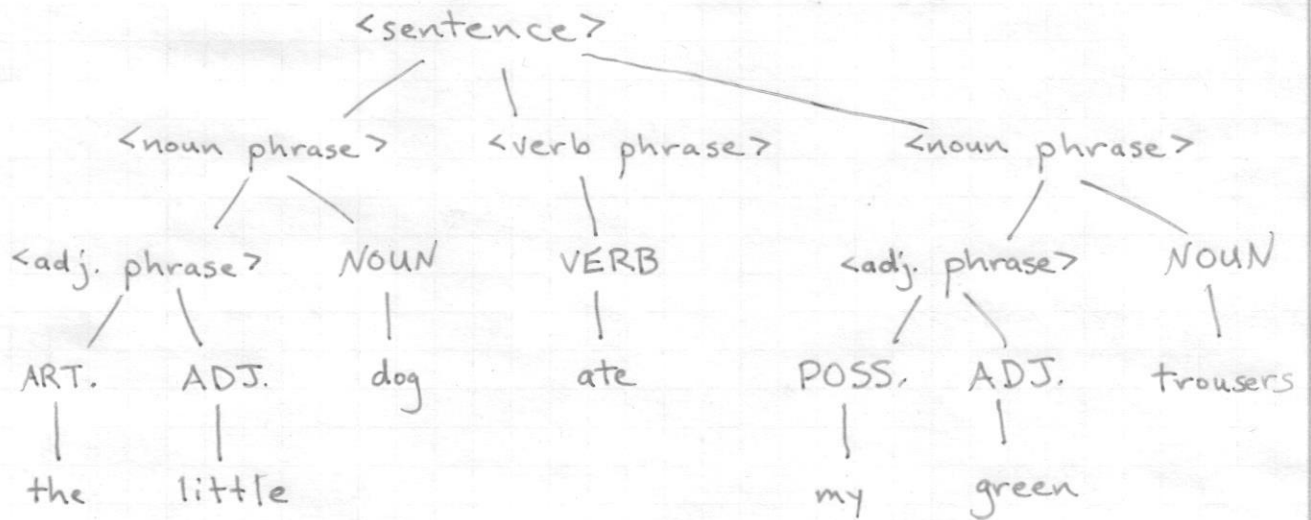 <sentence>
<noun phrase> <verb phrase> <noun phrase>
<adj. phrase> NOUN VERB <adj. phrase> NOUN
ART. ADJ. dog ate POSS. ADJ. trousers
the little my green